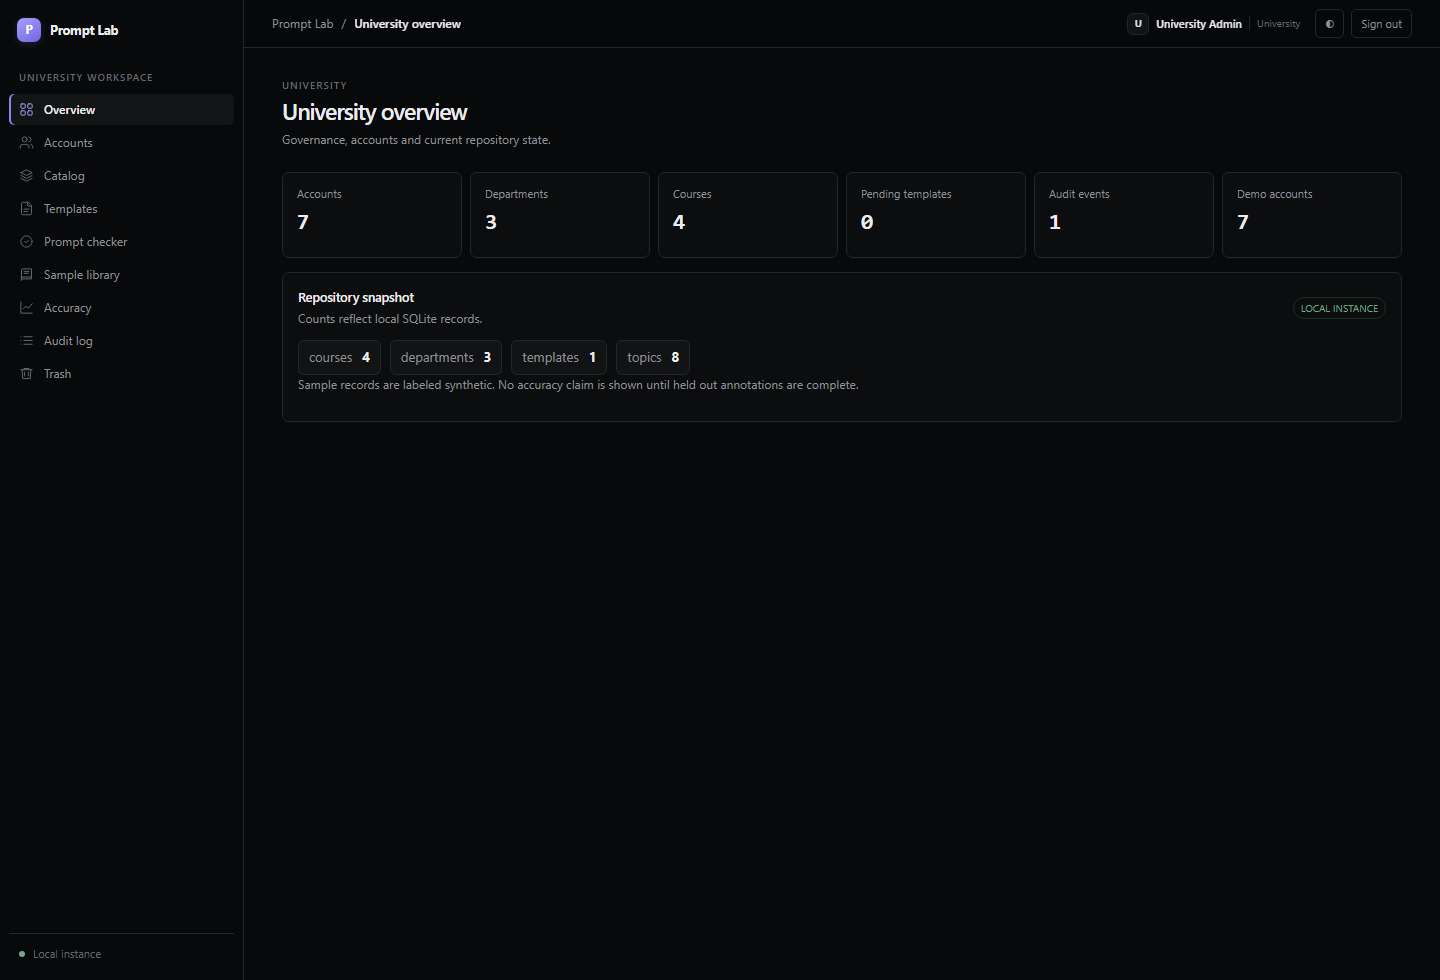 P Prompt Lab
UNIVERSITY WORKSPACE
Overview
Accounts
Catalog
Templates
Prompt checker
Sample library
Accuracy
Audit log
Trash
Local instance
Prompt Lab / University overview
U University Admin University Sign out
UNIVERSITY
University overview
Governance, accounts and current repository state.
Accounts
7
Departments
3
Courses
4
Pending templates
0
Audit events
1
Demo accounts
7
Repository snapshot
Counts reflect local SQLite records.
LOCAL INSTANCE
courses 4 departments 3 templates 1 topics 8
Sample records are labeled synthetic. No accuracy claim is shown until held out annotations are complete.